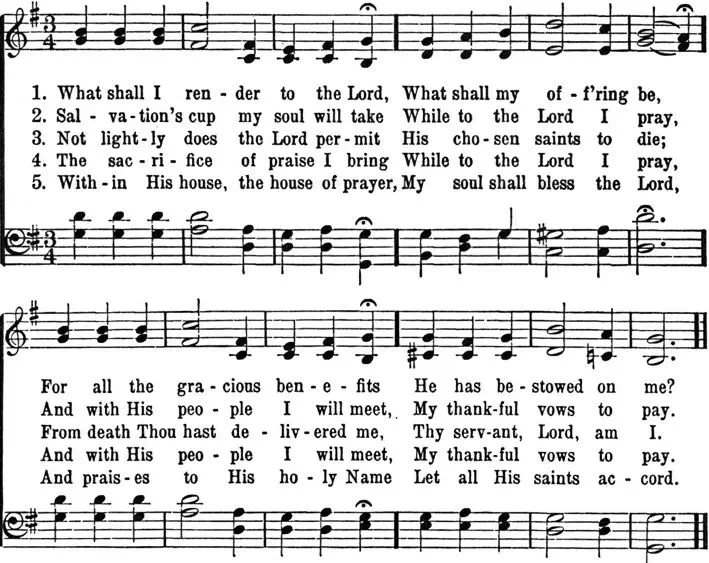 1. What shall I ren - der to the Lord, What shall my of - f'ring be,
2. Sal - va - tion's cup my soul will take While to the Lord I pray,
3. Not light - ly does the Lord per - mit His cho - sen saints to die;
4. The sac - ri - fice of praise I bring While to the Lord I pray,
5. With - in His house, the house of prayer, My soul shall bless the Lord,
For all the gra - cious ben - e - fits He has be - stowed on me?
And with His peo - ple I will meet, My thank - ful vows to pay.
From death Thou hast de - liv - ered me, Thy serv - ant, Lord, am I.
And with His peo - ple I will meet, My thank - ful vows to pay.
And prais - es to His ho - ly Name Let all His saints ac - cord.